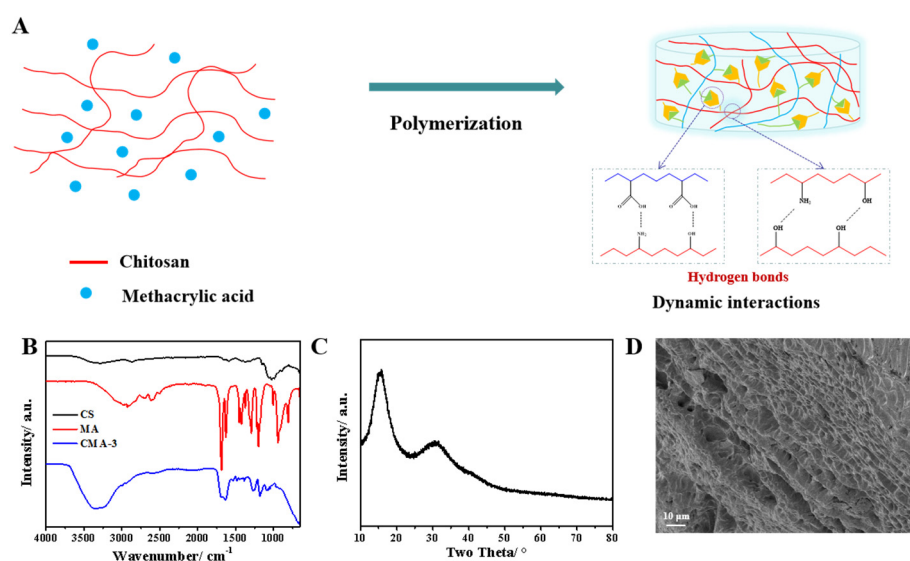 A
Polymerization
Chitosan
Methacrylic acid
O
OH
O
OH
NH2
OH
NH2
OH
OH
OH
Hydrogen bonds
Dynamic interactions
B
CS
MA
CMA-3
Intensity/ a.u.
4000 3500 3000 2500 2000 1500 1000
Wavenumber/ cm-1
C
Intensity/ a.u.
10 20 30 40 50 60 70 80
Two Theta/ °
D
10 μm